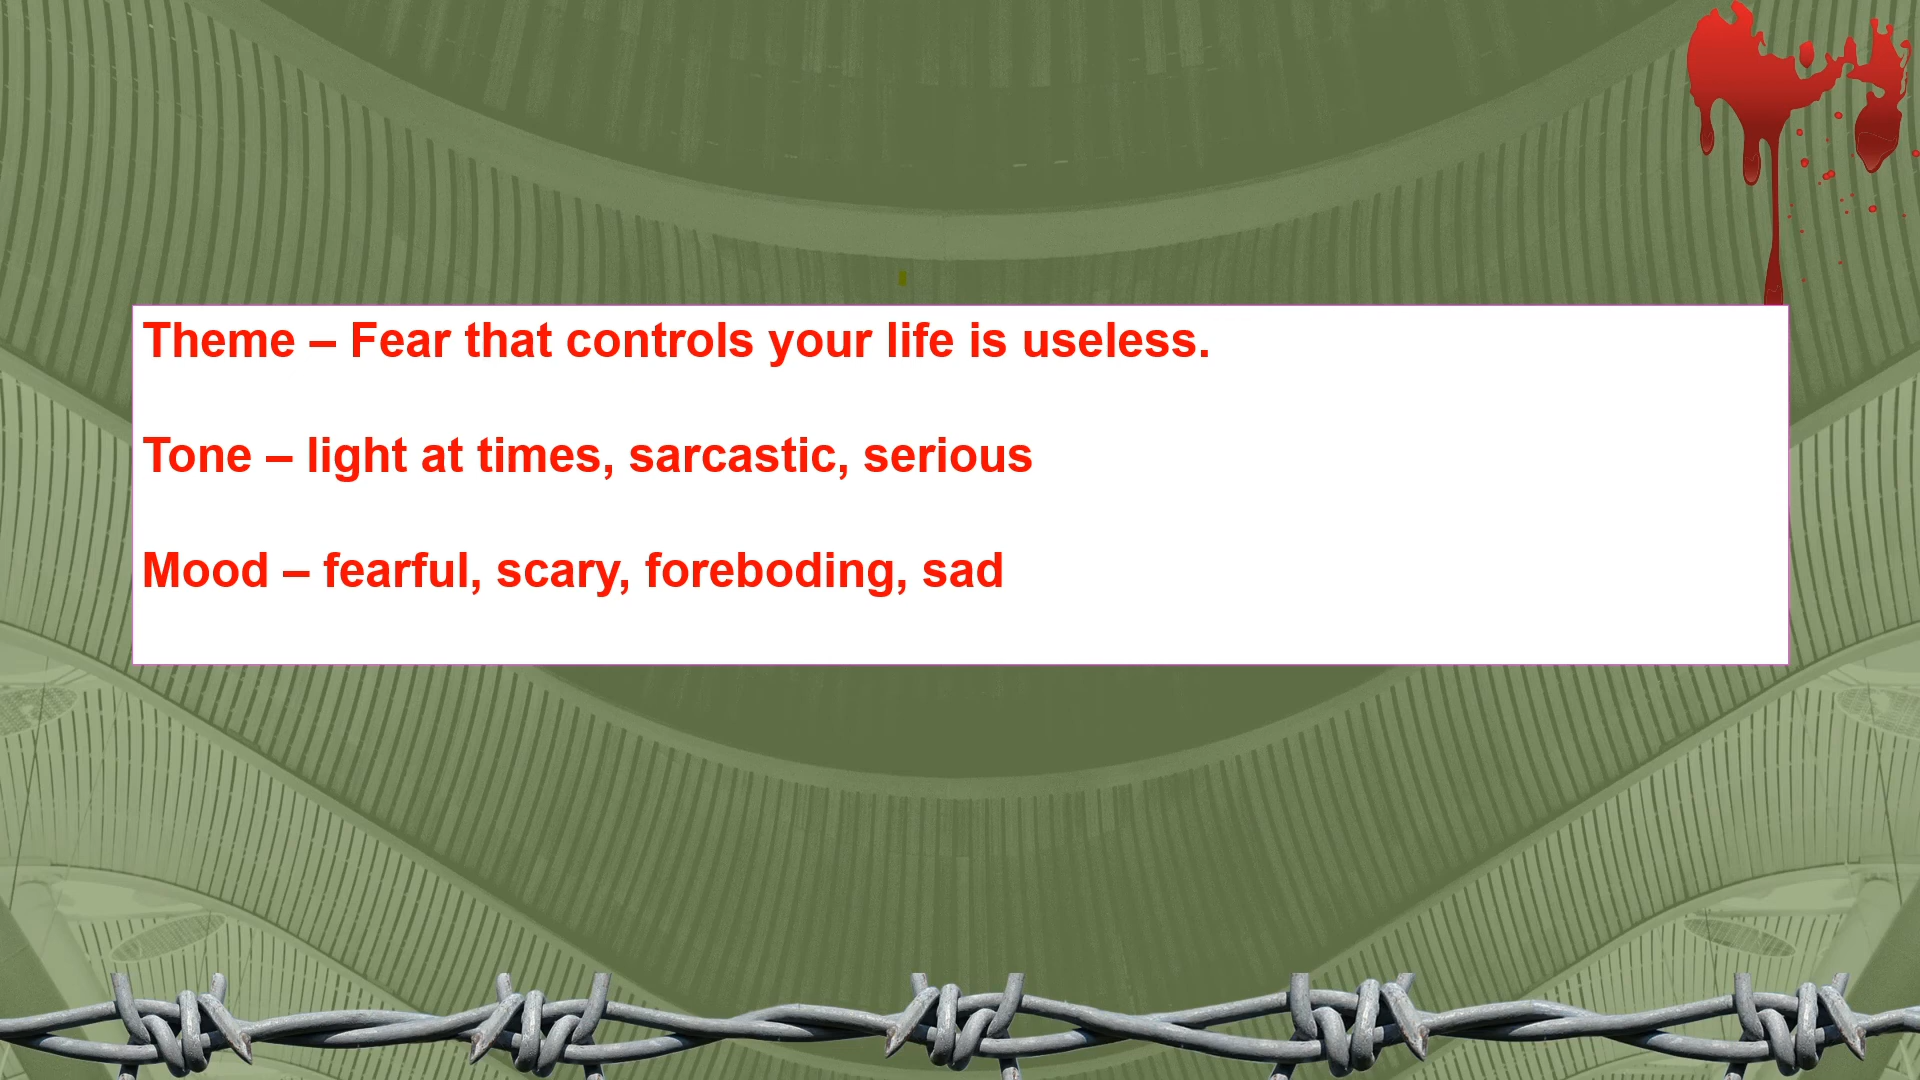 Theme – Fear that controls your life is useless.
Tone – light at times, sarcastic, serious
Mood – fearful, scary, foreboding, sad